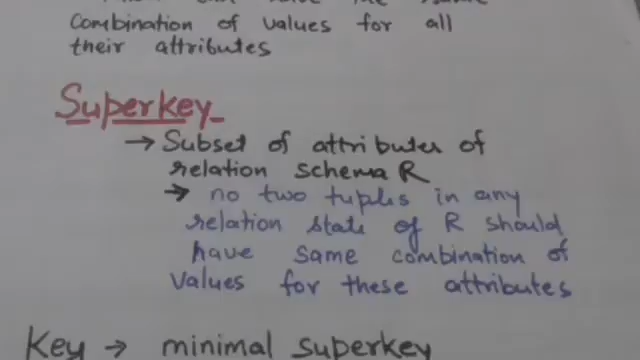 combination of values for all
their attributes
Superkey
→ Subset of attributes of
relation schema R
→ no two tuples in any
relation state of R should
have same combination of
values for these attributes
Key → minimal superkey